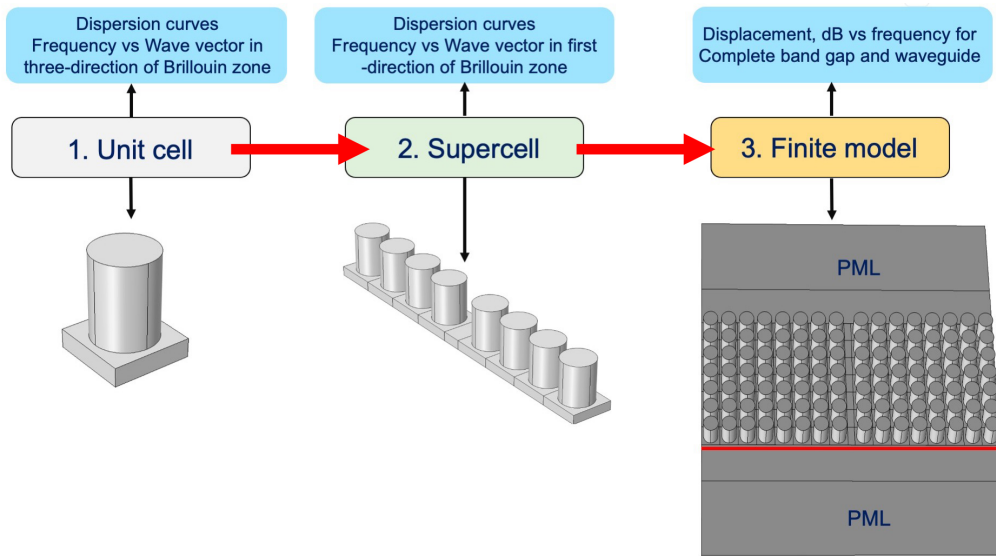 Dispersion curves
Frequency vs Wave vector in
three-direction of Brillouin zone
Dispersion curves
Frequency vs Wave vector in first
-direction of Brillouin zone
Displacement, dB vs frequency for
Complete band gap and waveguide
1. Unit cell
2. Supercell
3. Finite model
PML
PML